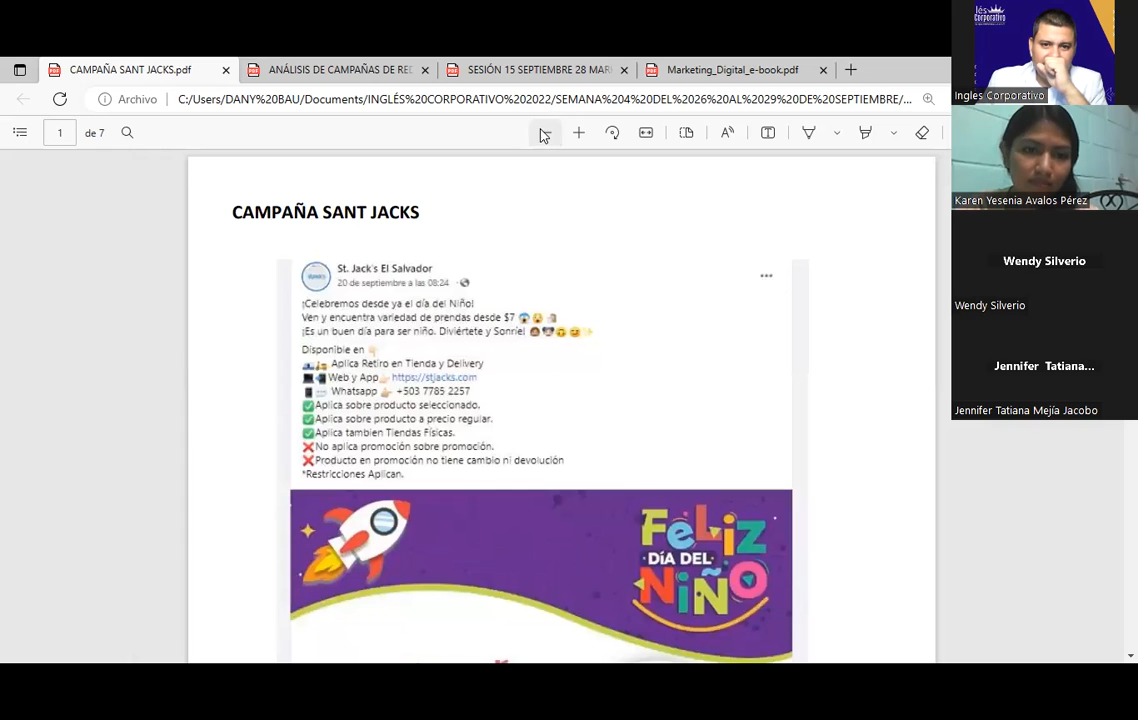 CAMPAÑA SANT JACKS.pdf
ANÁLISIS DE CAMPAÑAS DE RE
SESIÓN 15 SEPTIEMBRE 28 MAR
Marketing_Digital_e-book.pdf
Archivo
C:/Users/DANY%20BAU/Documents/INGLÉS%20CORPORATIVO%202022/SEMANA%204%20DEL%2026%20AL%2029%20DE%20SEPTIEMBRE/...
1
de 7
CAMPAÑA SANT JACKS
St. Jack's El Salvador
20 de septiembre a las 08:24
¡Celebremos desde ya el día del Niño!
Ven y encuentra variedad de prendas desde $7
¡Es un buen día para ser niño. Diviértete y Sonríe!
Disponible en
Aplica Retiro en Tienda y Delivery
Web y App https://stjacks.com
Whatsapp +503 7785 2257
Aplica sobre producto seleccionado.
Aplica sobre producto a precio regular.
Aplica tambien Tiendas Físicas.
No aplica promoción sobre promoción.
Producto en promoción no tiene cambio ni devolución
*Restricciones Aplican.
FELIZ
DÍA DEL
NIÑO
lés
Corporativo
Ingles Corporativo
Karen Yesenia Avalos Pérez
Wendy Silverio
Wendy Silverio
Jennifer Tatiana...
Jennifer Tatiana Mejía Jacobo